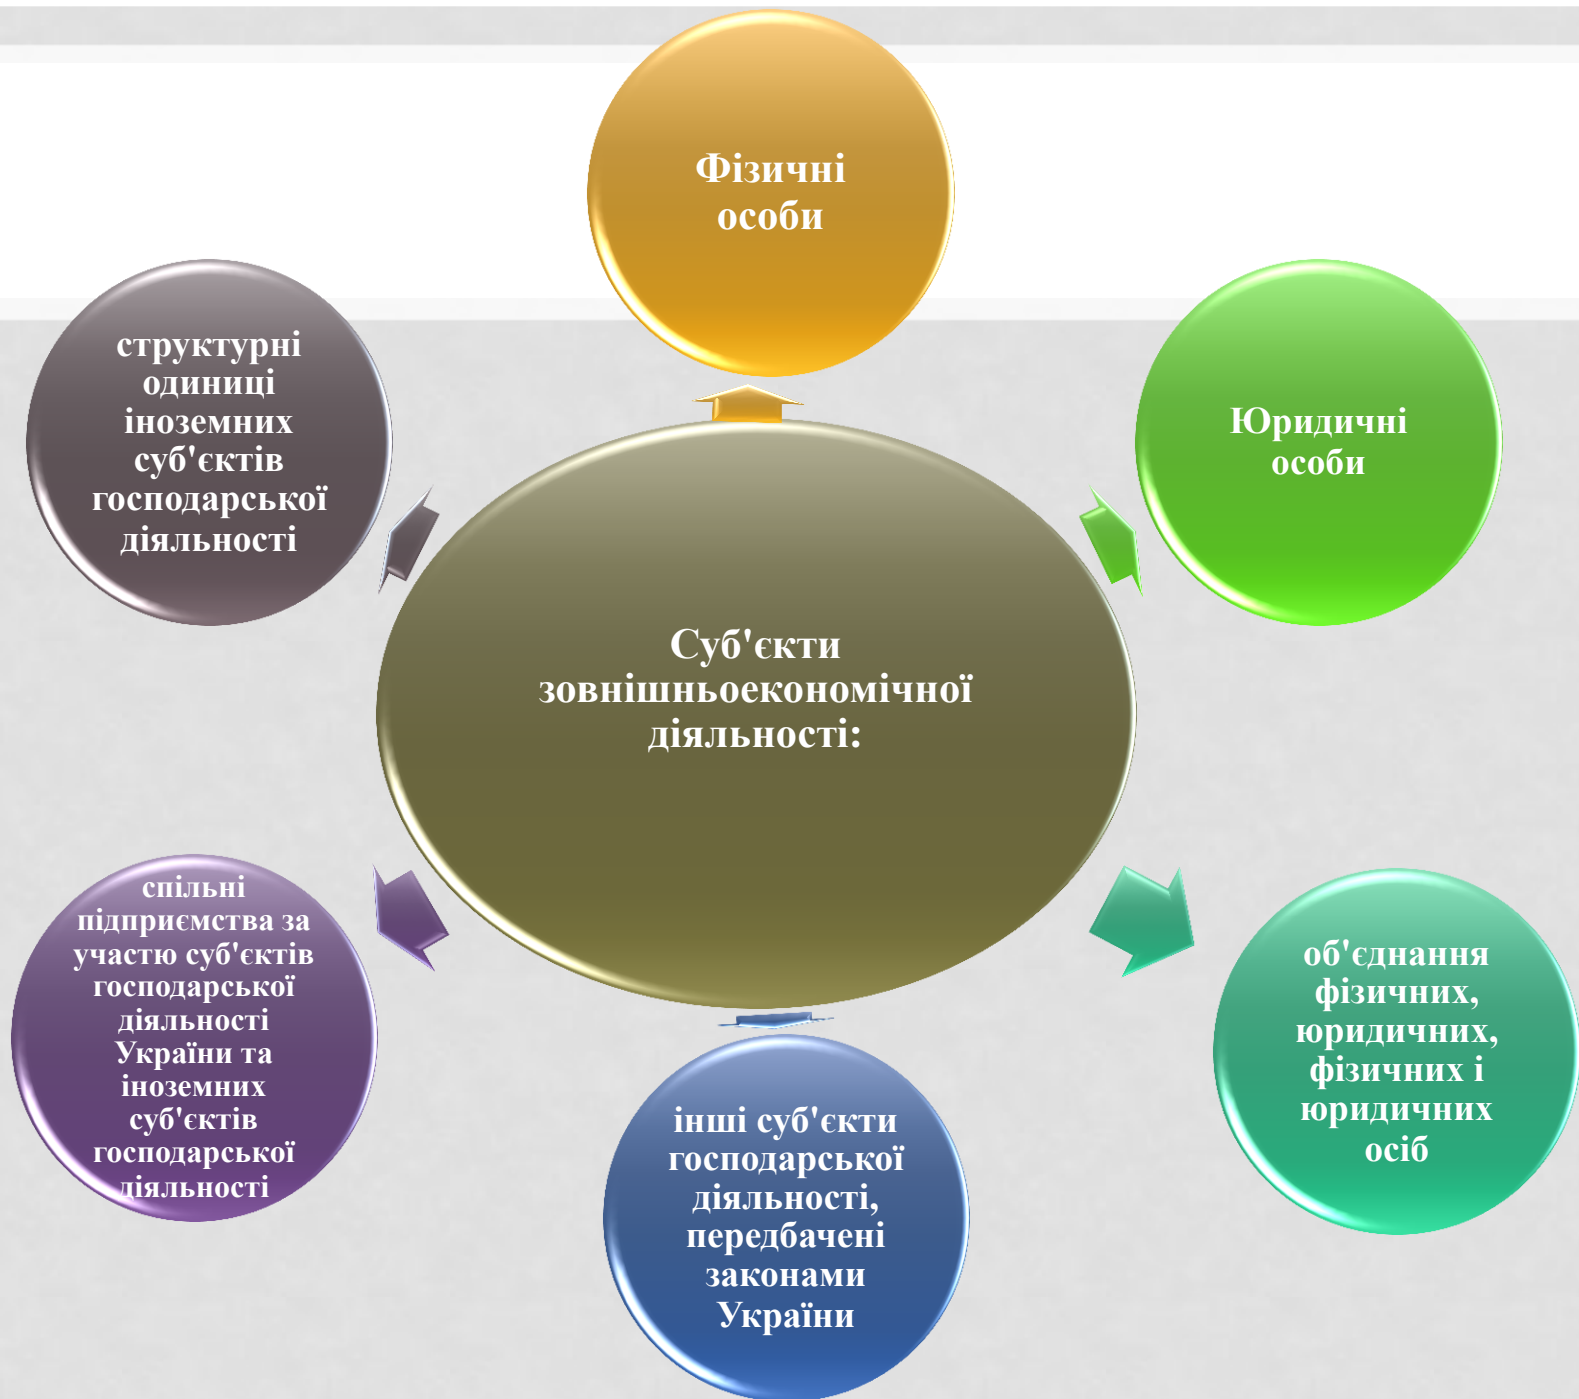 Фізичні
особи
Юридичні
особи
об'єднання
фізичних,
юридичних,
фізичних і
юридичних
осіб
інші суб'єкти
господарської
діяльності,
передбачені
законами
України
спільні
підприємства за
участю суб'єктів
господарської
діяльності
України та
іноземних
суб'єктів
господарської
діяльності
структурні
одиниці
іноземних
суб'єктів
господарської
діяльності
Суб'єкти
зовнішньоекономічної
діяльності: